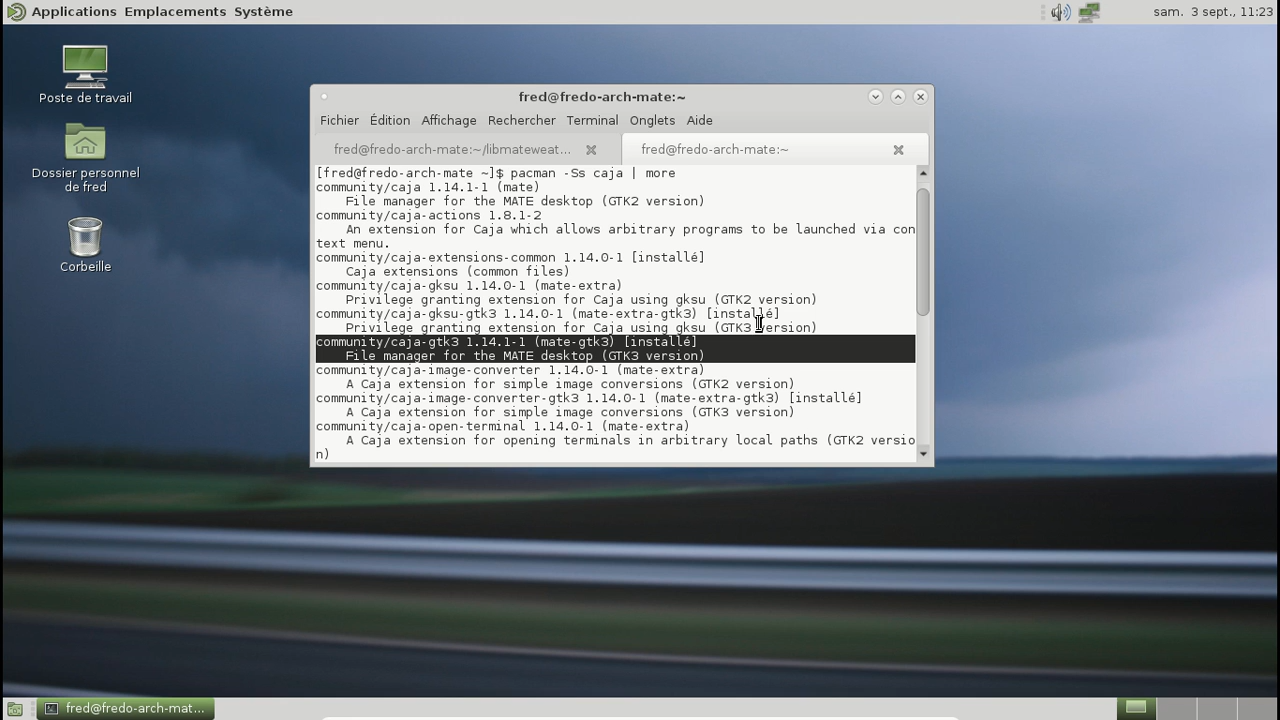 Applications Emplacements Système
sam. 3 sept., 11:23
Poste de travail
Dossier personnel
de fred
Corbeille
fred@fredo-arch-mate:~
Fichier Édition Affichage Rechercher Terminal Onglets Aide
fred@fredo-arch-mate:~/libmateweat...
fred@fredo-arch-mate:~
[fred@fredo-arch-mate ~]$ pacman -Ss caja | more
community/caja 1.14.1-1 (mate)
File manager for the MATE desktop (GTK2 version)
community/caja-actions 1.8.1-2
An extension for Caja which allows arbitrary programs to be launched via con
text menu.
community/caja-extensions-common 1.14.0-1 [installé]
Caja extensions (common files)
community/caja-gksu 1.14.0-1 (mate-extra)
Privilege granting extension for Caja using gksu (GTK2 version)
community/caja-gksu-gtk3 1.14.0-1 (mate-extra-gtk3) [installé]
Privilege granting extension for Caja using gksu (GTK3 version)
community/caja-gtk3 1.14.1-1 (mate-gtk3) [installé]
File manager for the MATE desktop (GTK3 version)
community/caja-image-converter 1.14.0-1 (mate-extra)
A Caja extension for simple image conversions (GTK2 version)
community/caja-image-converter-gtk3 1.14.0-1 (mate-extra-gtk3) [installé]
A Caja extension for simple image conversions (GTK3 version)
community/caja-open-terminal 1.14.0-1 (mate-extra)
A Caja extension for opening terminals in arbitrary local paths (GTK2 versio
n)
fred@fredo-arch-mat...